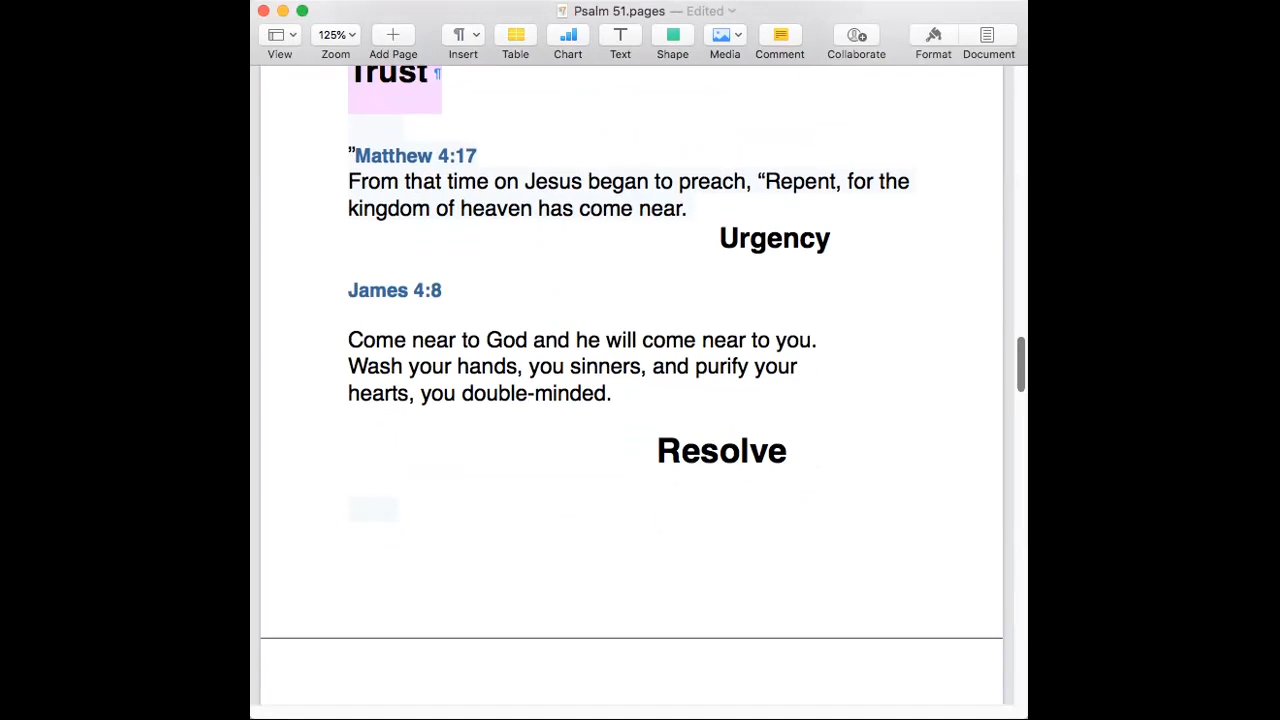 Psalm 51.pages — Edited
125%
View Zoom Add Page Insert Table Chart Text Shape Media Comment Collaborate Format Document
Trust ¶
”Matthew 4:17
From that time on Jesus began to preach, “Repent, for the
kingdom of heaven has come near.
Urgency
James 4:8
Come near to God and he will come near to you.
Wash your hands, you sinners, and purify your
hearts, you double-minded.
Resolve